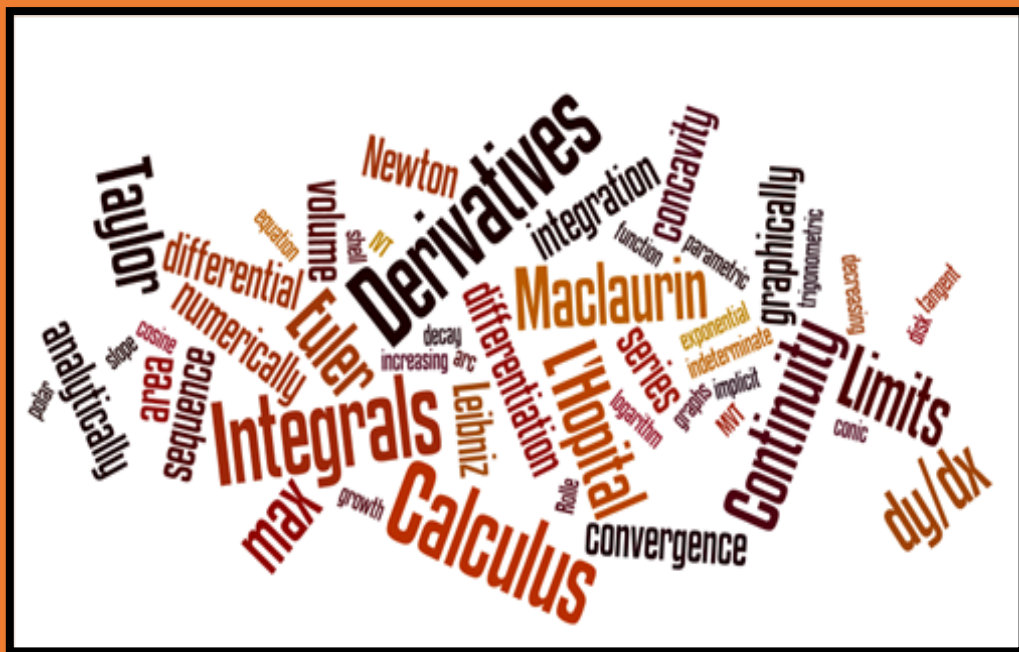 Taylor
Newton
Derivatives
concavity
volume
integration
equation
shell
IVT
function
parametric
graphically
trigonometric
differential
Maclaurin
decreasing
tangent
disk
numerically
Euler
differentiation
decay
increasing
arc
series
exponential
indeterminate
analytically
slope
cosine
area
polar
sequence
Integrals
Leibniz
L'Hopital
logarithm
graphs
implicit
MVT
Continuity
Limits
conic
max
growth
Calculus
Rolle
convergence
dy/dx